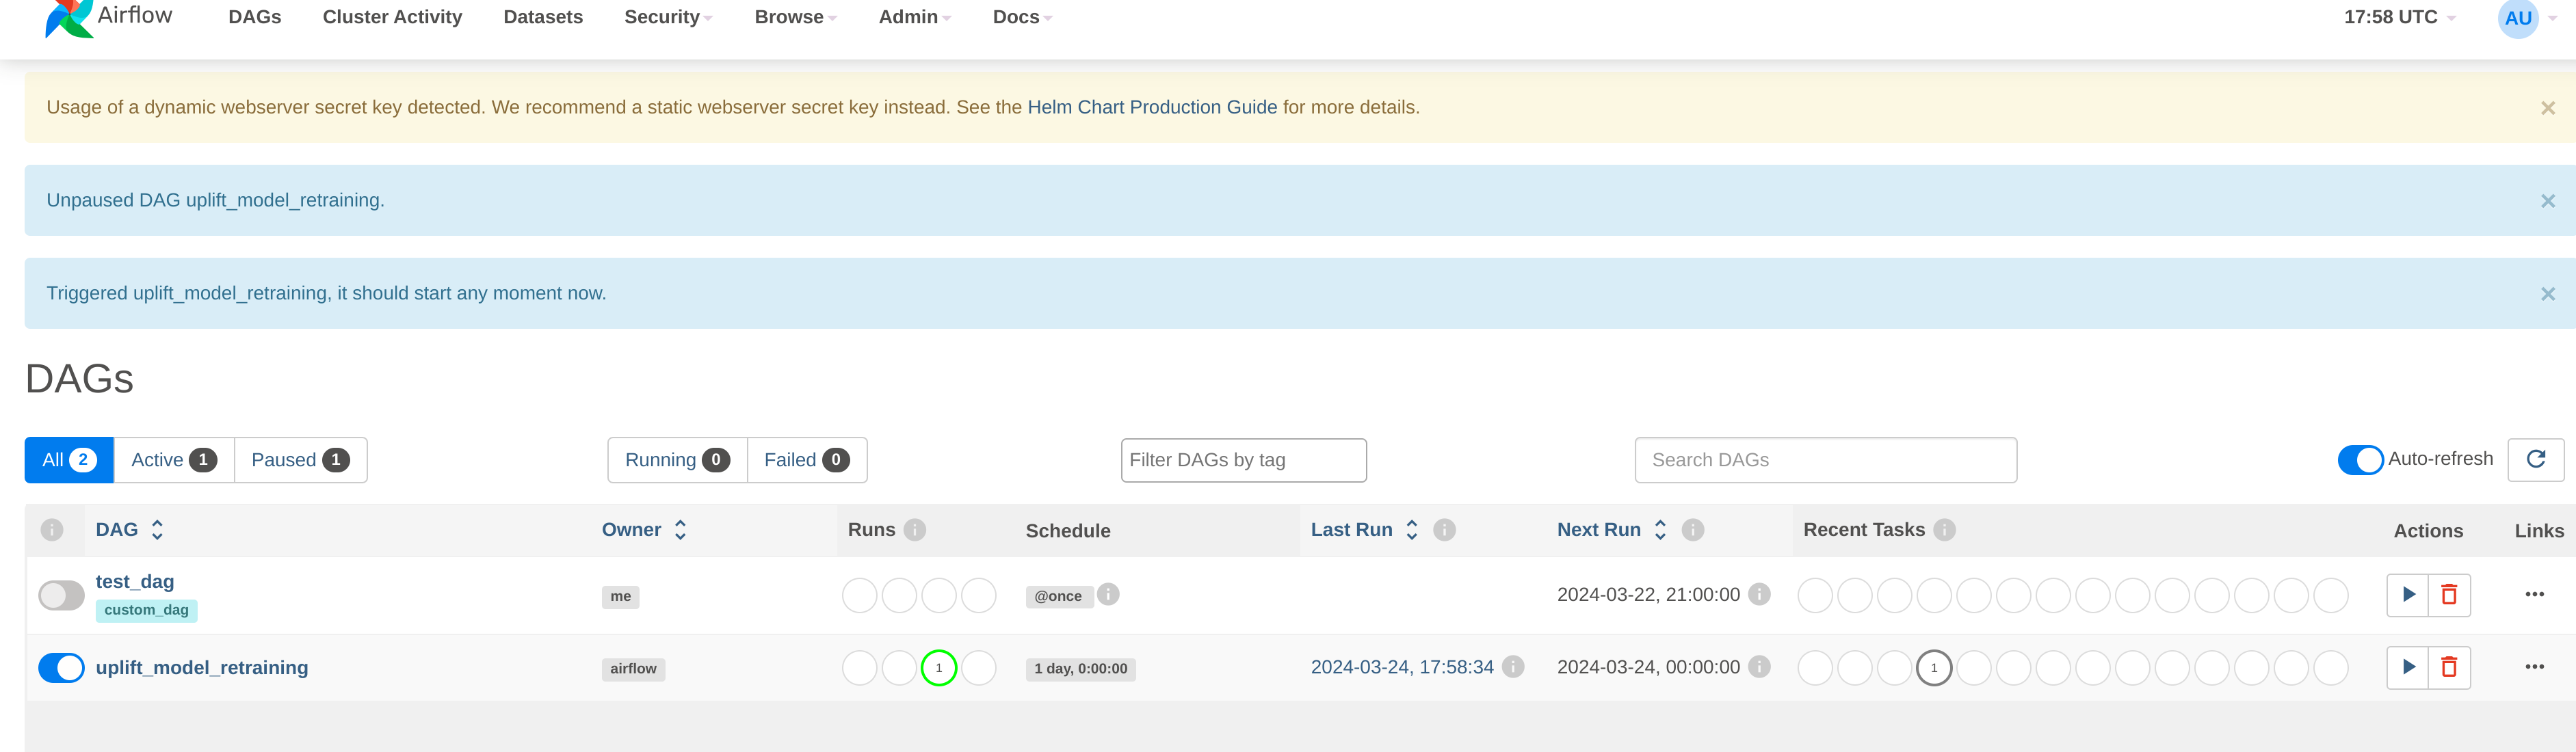 Airflow DAGs Cluster Activity Datasets Security Browse Admin Docs 17:58 UTC AU
Usage of a dynamic webserver secret key detected. We recommend a static webserver secret key instead. See the Helm Chart Production Guide for more details. ×
Unpaused DAG uplift_model_retraining. ×
Triggered uplift_model_retraining, it should start any moment now. ×
DAGs
All 2 Active 1 Paused 1 Running 0 Failed 0 Filter DAGs by tag Search DAGs Auto-refresh
i DAG Owner Runs i Schedule Last Run i Next Run i Recent Tasks i Actions Links
test_dag me @once i 2024-03-22, 21:00:00 i ...
custom_dag
uplift_model_retraining airflow 1 1 day, 0:00:00 2024-03-24, 17:58:34 i 2024-03-24, 00:00:00 i 1 ...